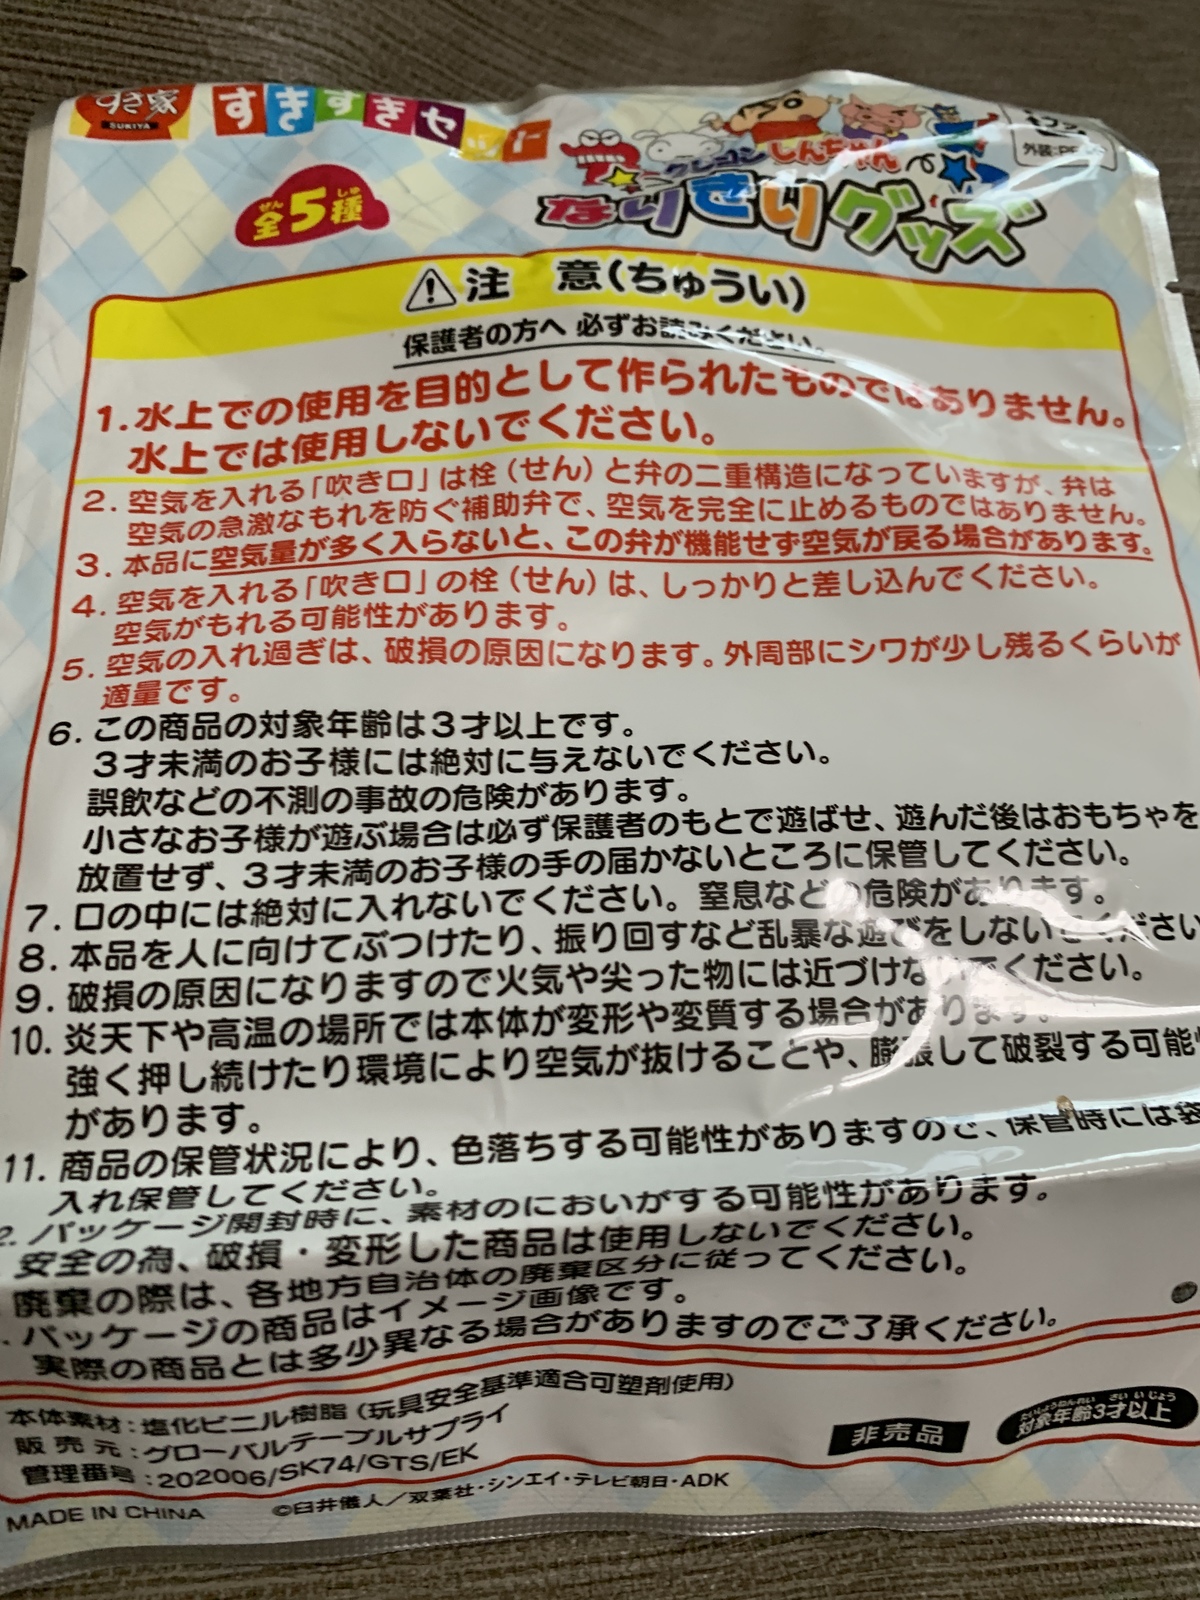 すき家
SUKIYA
すきすきセット
クレヨンしんちゃん
なりきりグッズ
全5種
ぜん しゅ
外装:P
注 意(ちゅうい)
保護者の方へ 必ずお読みください。
1.水上での使用を目的として作られたものではありません。
水上では使用しないでください。
2.空気を入れる「吹き口」は栓(せん)と弁の二重構造になっていますが、弁は
空気の急激なもれを防ぐ補助弁で、空気を完全に止めるものではありません。
3.本品に空気量が多く入らないと、この弁が機能せず空気が戻る場合があります。
4.空気を入れる「吹き口」の栓(せん)は、しっかりと差し込んでください。
空気がもれる可能性があります。
5.空気の入れ過ぎは、破損の原因になります。外周部にシワが少し残るくらいが
適量です。
6.この商品の対象年齢は3才以上です。
3才未満のお子様には絶対に与えないでください。
誤飲などの不測の事故の危険があります。
小さなお子様が遊ぶ場合は必ず保護者のもとで遊ばせ、遊んだ後はおもちゃを
放置せず、3才未満のお子様の手の届かないところに保管してください。
7.口の中には絶対に入れないでください。窒息などの危険があります。
8.本品を人に向けてぶつけたり、振り回すなど乱暴な遊びをしないでください
9.破損の原因になりますので火気や尖った物には近づけないでください。
10.炎天下や高温の場所では本体が変形や変質する場合があります。
強く押し続けたり環境により空気が抜けることや、膨張して破裂する可能性
があります。
11.商品の保管状況により、色落ちする可能性がありますので、保管時には袋
入れ保管してください。
2.パッケージ開封時に、素材のにおいがする可能性があります。
安全の為、破損・変形した商品は使用しないでください。
廃棄の際は、各地方自治体の廃棄区分に従ってください。
パッケージの商品はイメージ画像です。
実際の商品とは多少異なる場合がありますのでご了承ください。
本体素材:塩化ビニル樹脂(玩具安全基準適合可塑剤使用)
販売元:グローバルテーブルサプライ
管理番号:202006/SK74/GTS/EK
非売品
たいしょうねんれい さい いじょう
対象年齢3才以上
MADE IN CHINA
©臼井儀人/双葉社・シンエイ・テレビ朝日・ADK